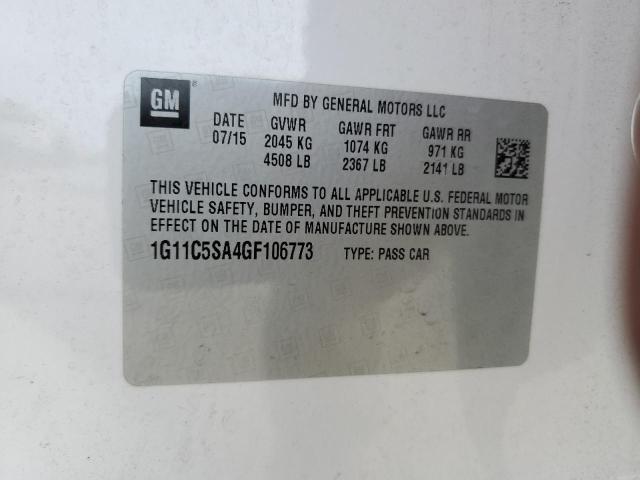 GM ®
MFD BY GENERAL MOTORS LLC
DATE GVWR GAWR FRT GAWR RR
07/15 2045 KG 1074 KG 971 KG
4508 LB 2367 LB 2141 LB
THIS VEHICLE CONFORMS TO ALL APPLICABLE U.S. FEDERAL MOTOR
VEHICLE SAFETY, BUMPER, AND THEFT PREVENTION STANDARDS IN
EFFECT ON THE DATE OF MANUFACTURE SHOWN ABOVE.
1G11C5SA4GF106773 TYPE: PASS CAR